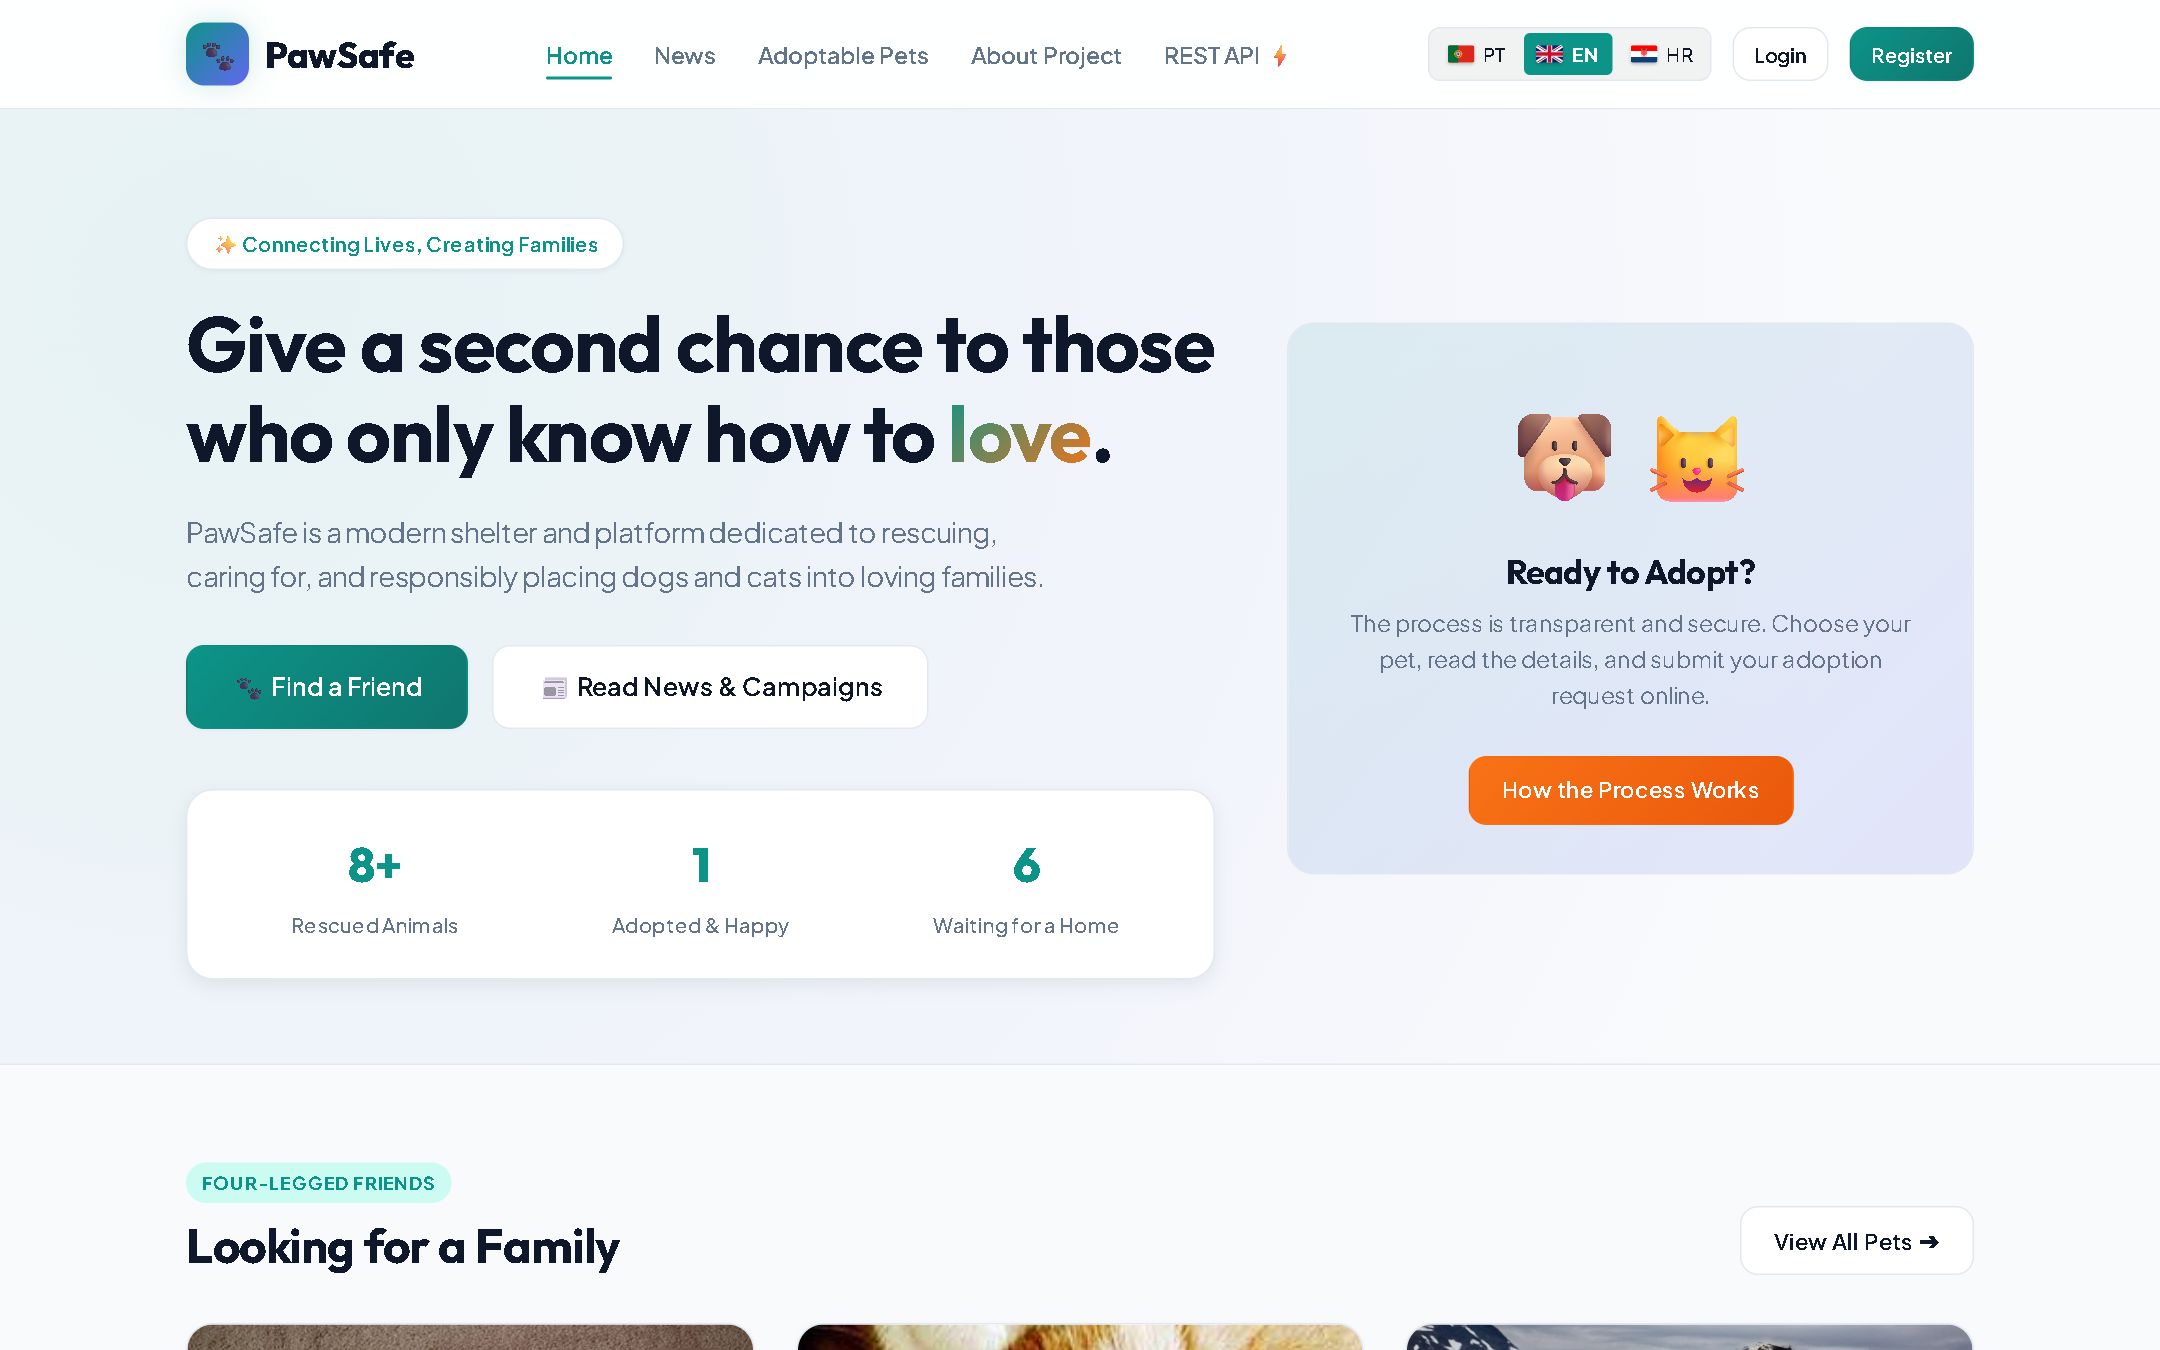 PawSafe
Home
News
Adoptable Pets
About Project
REST API
PT
EN
HR
Login
Register
Connecting Lives, Creating Families
Give a second chance to those
who only know how to love.
PawSafe is a modern shelter and platform dedicated to rescuing,
caring for, and responsibly placing dogs and cats into loving families.
Find a Friend
Read News & Campaigns
8+
Rescued Animals
1
Adopted & Happy
6
Waiting for a Home
Ready to Adopt?
The process is transparent and secure. Choose your
pet, read the details, and submit your adoption
request online.
How the Process Works
FOUR-LEGGED FRIENDS
Looking for a Family
View All Pets ➔